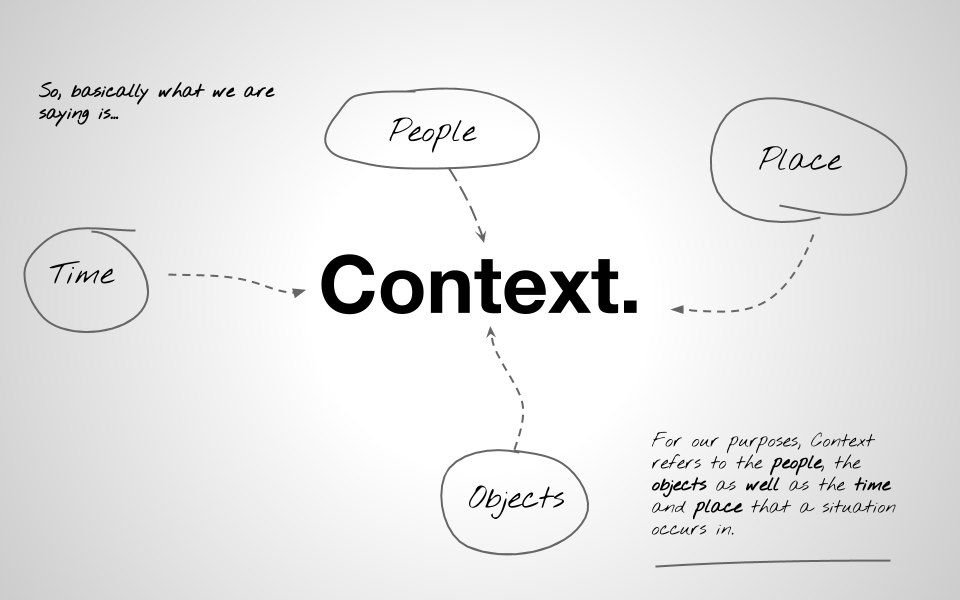 So, basically what we are
saying is...
People
Place
Time
Context.
Objects
For our purposes, Context
refers to the people, the
objects as well as the time
and place that a situation
occurs in.